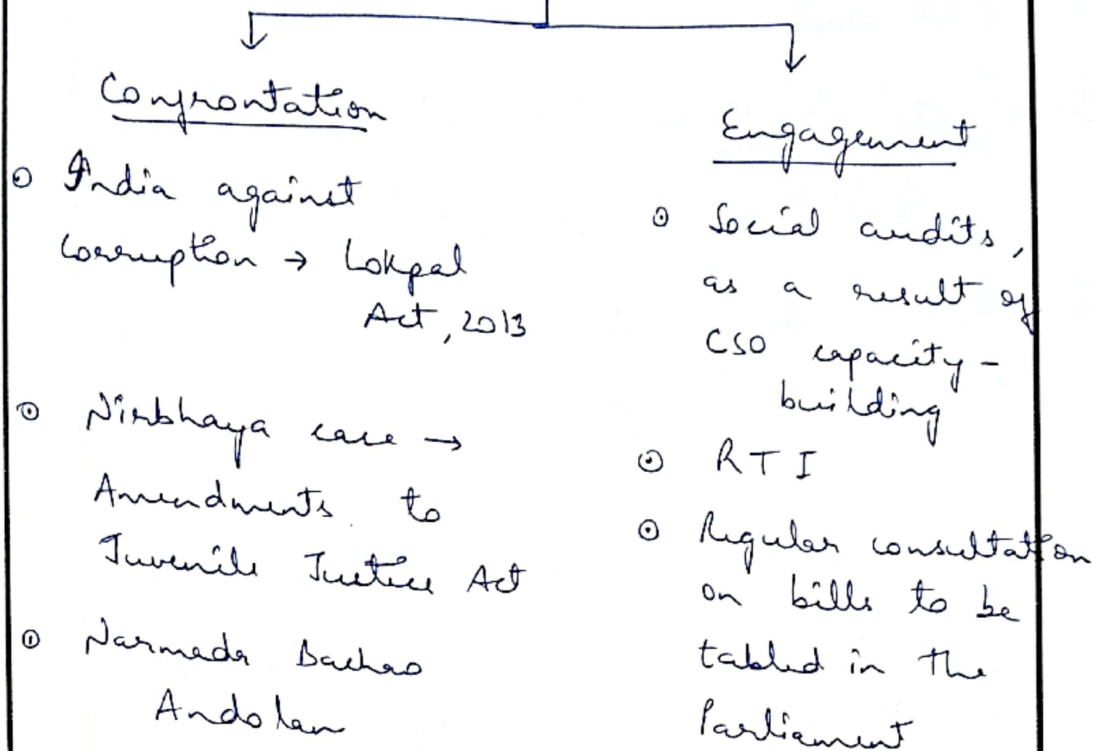 Confrontation
⊙ India against
Corruption → Lokpal
Act, 2013
⊙ Nirbhaya case →
Amendments to
Juvenile Justice Act
⊙ Narmada Bachao
Andolan
Engagement
⊙ Social audits,
as a result of
CSO capacity-
building
⊙ RTI
⊙ Regular consultation
on bills to be
tabled in the
Parliament